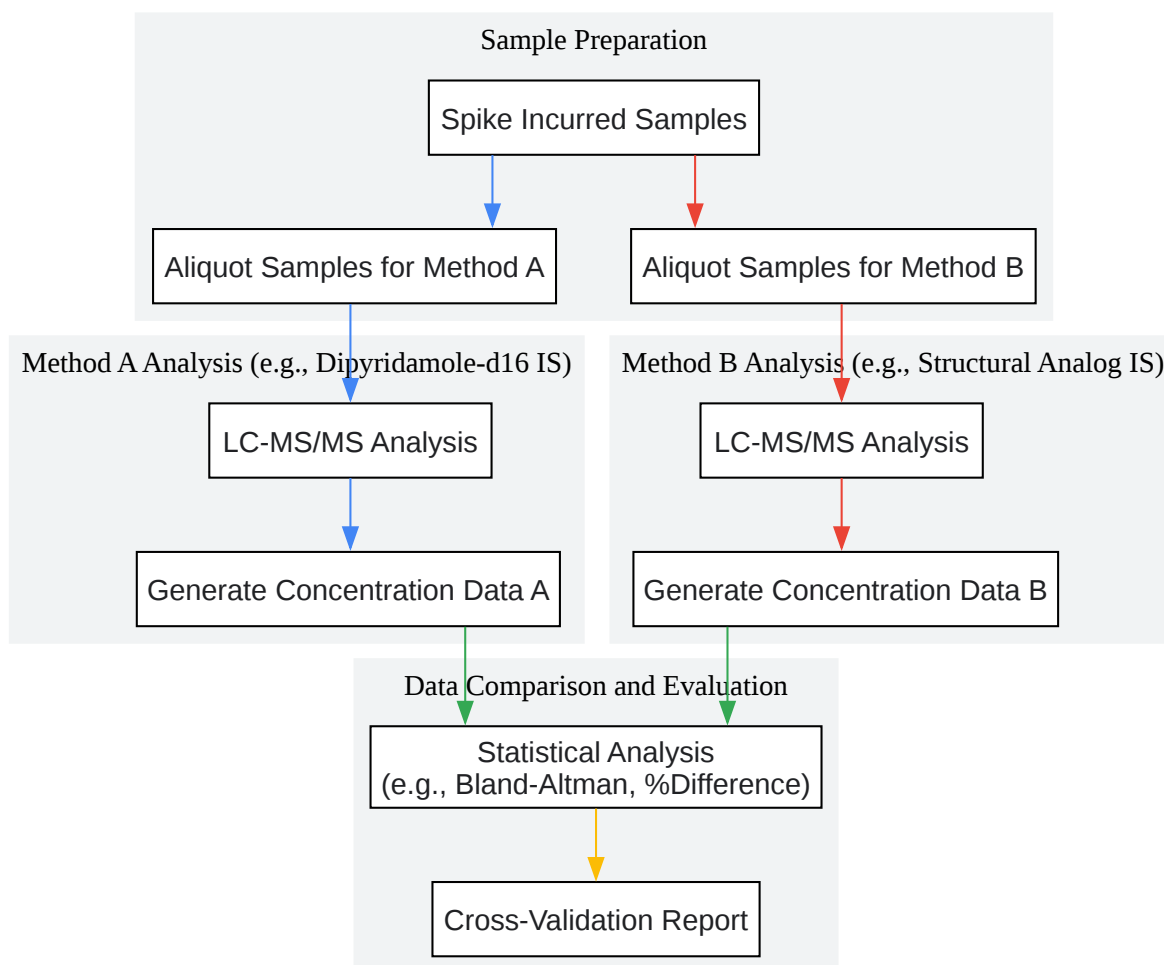 Sample Preparation
Spike Incurred Samples
Aliquot Samples for Method A
Aliquot Samples for Method B
Method A Analysis (e.g., Dipyridamole-d16 IS)
Method B Analysis (e.g., Structural Analog IS)
LC-MS/MS Analysis
LC-MS/MS Analysis
Generate Concentration Data A
Generate Concentration Data B
Data Comparison and Evaluation
Statistical Analysis
(e.g., Bland-Altman, %Difference)
Cross-Validation Report